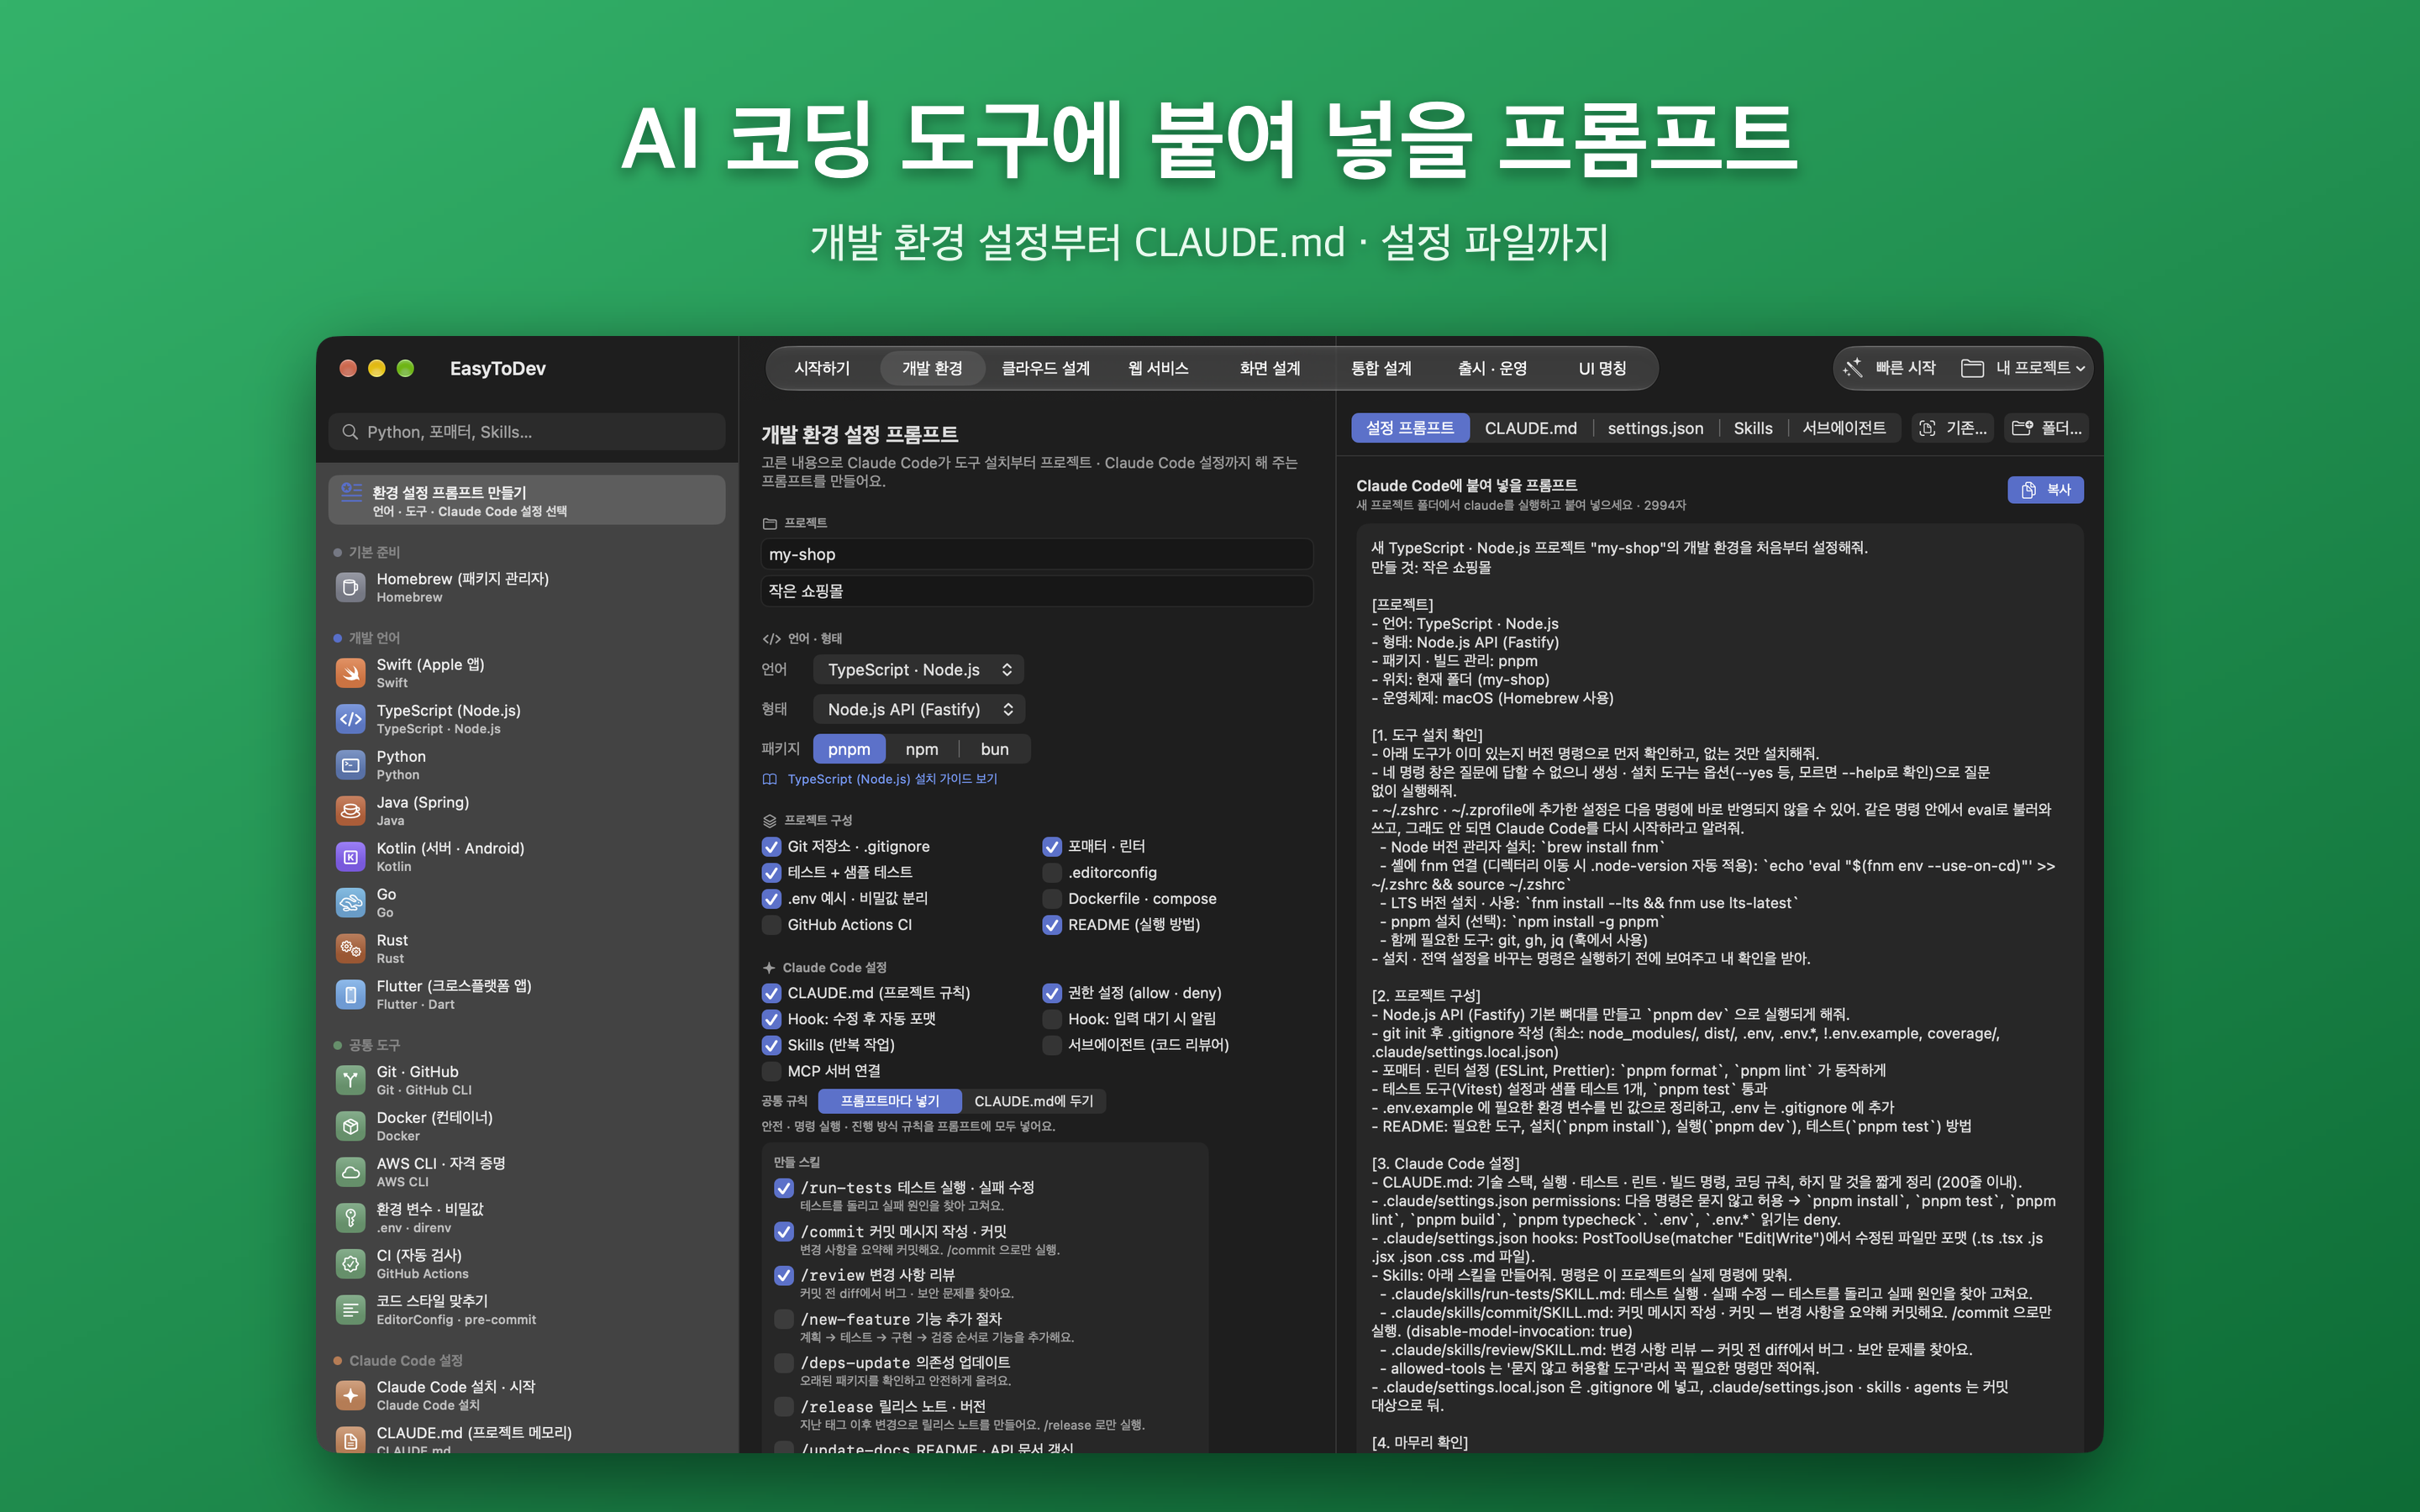 AI 코딩 도구에 붙여 넣을 프롬프트
개발 환경 설정부터 CLAUDE.md · 설정 파일까지
EasyToDev
시작하기
개발 환경
클라우드 설계
웹 서비스
화면 설계
통합 설계
출시 · 운영
UI 명칭
빠른 시작
내 프로젝트
Python, 포매터, Skills...
환경 설정 프롬프트 만들기
언어 · 도구 · Claude Code 설정 선택
기본 준비
Homebrew (패키지 관리자)
Homebrew
개발 언어
Swift (Apple 앱)
Swift
TypeScript (Node.js)
TypeScript · Node.js
Python
Python
Java (Spring)
Java
Kotlin (서버 · Android)
Kotlin
Go
Go
Rust
Rust
Flutter (크로스플랫폼 앱)
Flutter · Dart
공통 도구
Git · GitHub
Git · GitHub CLI
Docker (컨테이너)
Docker
AWS CLI · 자격 증명
AWS CLI
환경 변수 · 비밀값
.env · direnv
CI (자동 검사)
GitHub Actions
코드 스타일 맞추기
EditorConfig · pre-commit
Claude Code 설정
Claude Code 설치 · 시작
Claude Code 설치
CLAUDE.md (프로젝트 메모리)
CLAUDE.md
개발 환경 설정 프롬프트
고른 내용으로 Claude Code가 도구 설치부터 프로젝트 · Claude Code 설정까지 해 주는
프롬프트를 만들어요.
프로젝트
my-shop
작은 쇼핑몰
언어 · 형태
언어
TypeScript · Node.js
형태
Node.js API (Fastify)
패키지
pnpm
npm
bun
TypeScript (Node.js) 설치 가이드 보기
프로젝트 구성
Git 저장소 · .gitignore
포매터 · 린터
테스트 + 샘플 테스트
.editorconfig
.env 예시 · 비밀값 분리
Dockerfile · compose
GitHub Actions CI
README (실행 방법)
Claude Code 설정
CLAUDE.md (프로젝트 규칙)
권한 설정 (allow · deny)
Hook: 수정 후 자동 포맷
Hook: 입력 대기 시 알림
Skills (반복 작업)
서브에이전트 (코드 리뷰어)
MCP 서버 연결
공통 규칙
프롬프트마다 넣기
CLAUDE.md에 두기
안전 · 명령 실행 · 진행 방식 규칙을 프롬프트에 모두 넣어요.
만들 스킬
/run-tests 테스트 실행 · 실패 수정
테스트를 돌리고 실패 원인을 찾아 고쳐요.
/commit 커밋 메시지 작성 · 커밋
변경 사항을 요약해 커밋해요. /commit 으로만 실행.
/review 변경 사항 리뷰
커밋 전 diff에서 버그 · 보안 문제를 찾아요.
/new-feature 기능 추가 절차
계획 → 테스트 → 구현 → 검증 순서로 기능을 추가해요.
/deps-update 의존성 업데이트
오래된 패키지를 확인하고 안전하게 올려요.
/release 릴리스 노트 · 버전
지난 태그 이후 변경으로 릴리스 노트를 만들어요. /release 로만 실행.
/update-docs README · API 문서 갱신
설정 프롬프트
CLAUDE.md
settings.json
Skills
서브에이전트
기존...
폴더...
Claude Code에 붙여 넣을 프롬프트
새 프로젝트 폴더에서 claude를 실행하고 붙여 넣으세요 · 2994자
복사
새 TypeScript · Node.js 프로젝트 "my-shop"의 개발 환경을 처음부터 설정해줘.
만들 것: 작은 쇼핑몰
[프로젝트]
- 언어: TypeScript · Node.js
- 형태: Node.js API (Fastify)
- 패키지 · 빌드 관리: pnpm
- 위치: 현재 폴더 (my-shop)
- 운영체제: macOS (Homebrew 사용)
[1. 도구 설치 확인]
- 아래 도구가 이미 있는지 버전 명령으로 먼저 확인하고, 없는 것만 설치해줘.
- 네 명령 창은 질문에 답할 수 없으니 생성 · 설치 도구는 옵션(--yes 등, 모르면 --help로 확인)으로 질문
없이 실행해줘.
- ~/.zshrc · ~/.zprofile에 추가한 설정은 다음 명령에 바로 반영되지 않을 수 있어. 같은 명령 안에서 eval로 불러와
쓰고, 그래도 안 되면 Claude Code를 다시 시작하라고 알려줘.
- Node 버전 관리자 설치: `brew install fnm`
- 셸에 fnm 연결 (디렉터리 이동 시 .node-version 자동 적용): `echo 'eval "$(fnm env --use-on-cd)"' >>
~/.zshrc && source ~/.zshrc`
- LTS 버전 설치 · 사용: `fnm install --lts && fnm use lts-latest`
- pnpm 설치 (선택): `npm install -g pnpm`
- 함께 필요한 도구: git, gh, jq (훅에서 사용)
- 설치 · 전역 설정을 바꾸는 명령은 실행하기 전에 보여주고 내 확인을 받아.
[2. 프로젝트 구성]
- Node.js API (Fastify) 기본 뼈대를 만들고 `pnpm dev` 으로 실행되게 해줘.
- git init 후 .gitignore 작성 (최소: node_modules/, dist/, .env, .env.*, !.env.example, coverage/,
.claude/settings.local.json)
- 포매터 · 린터 설정 (ESLint, Prettier): `pnpm format`, `pnpm lint` 가 동작하게
- 테스트 도구(Vitest) 설정과 샘플 테스트 1개, `pnpm test` 통과
- .env.example 에 필요한 환경 변수를 빈 값으로 정리하고, .env 는 .gitignore 에 추가
- README: 필요한 도구, 설치(`pnpm install`), 실행(`pnpm dev`), 테스트(`pnpm test`) 방법
[3. Claude Code 설정]
- CLAUDE.md: 기술 스택, 실행 · 테스트 · 린트 · 빌드 명령, 코딩 규칙, 하지 말 것을 짧게 정리 (200줄 이내).
- .claude/settings.json permissions: 다음 명령은 묻지 않고 허용 → `pnpm install`, `pnpm test`, `pnpm
lint`, `pnpm build`, `pnpm typecheck`. `.env`, `.env.*` 읽기는 deny.
- .claude/settings.json hooks: PostToolUse(matcher "Edit|Write")에서 수정된 파일만 포맷 (.ts .tsx .js
.jsx .json .css .md 파일).
- Skills: 아래 스킬을 만들어줘. 명령은 이 프로젝트의 실제 명령에 맞춰.
- .claude/skills/run-tests/SKILL.md: 테스트 실행 · 실패 수정 — 테스트를 돌리고 실패 원인을 찾아 고쳐요.
- .claude/skills/commit/SKILL.md: 커밋 메시지 작성 · 커밋 — 변경 사항을 요약해 커밋해요. /commit 으로만
실행. (disable-model-invocation: true)
- .claude/skills/review/SKILL.md: 변경 사항 리뷰 — 커밋 전 diff에서 버그 · 보안 문제를 찾아요.
- allowed-tools 는 '묻지 않고 허용할 도구'라서 꼭 필요한 명령만 적어줘.
- .claude/settings.local.json 은 .gitignore 에 넣고, .claude/settings.json · skills · agents 는 커밋
대상으로 둬.
[4. 마무리 확인]